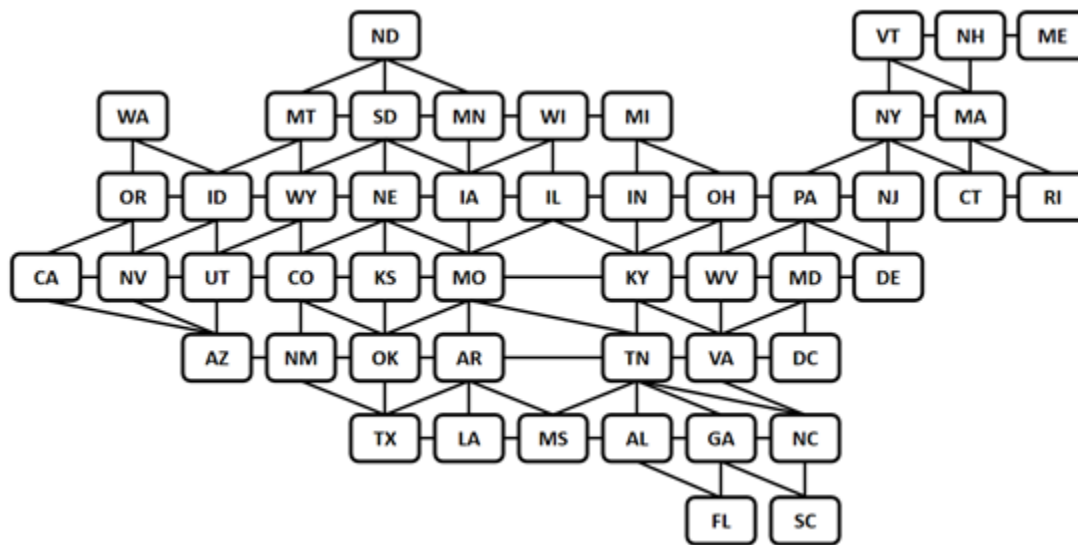 ND VT NH ME
WA MT SD MN WI MI NY MA
OR ID WY NE IA IL IN OH PA NJ CT RI
CA NV UT CO KS MO KY WV MD DE
AZ NM OK AR TN VA DC
TX LA MS AL GA NC
FL SC